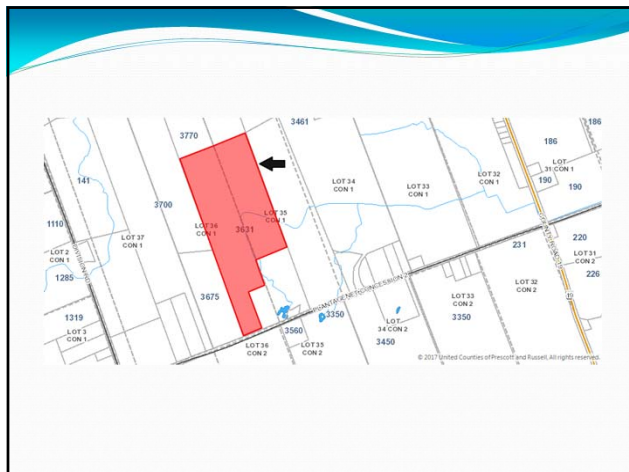 3461
186
3770
186
LOT
31 CON 1
LOT 32
CON 1
141
190
190
LOT 34
CON 1
LOT 33
CON 1
3700
1110
LOT 36
CON 1
LOT 35
CON 1
3631
LOT 37
CON 1
220
231
LOT 2
CON 1
LOT 31
CON 2
1285
226
3675
LOT 33
CON 2
LOT 32
CON 2
PLANTAGENET CONCESSION 2
1319
3350
3350
LOT 3
CON 1
3560
LOT
34 CON 2
LOT 36
CON 2
LOT 35
CON 2
3450
© 2017 United Counties of Prescott and Russell, All rights reserved.